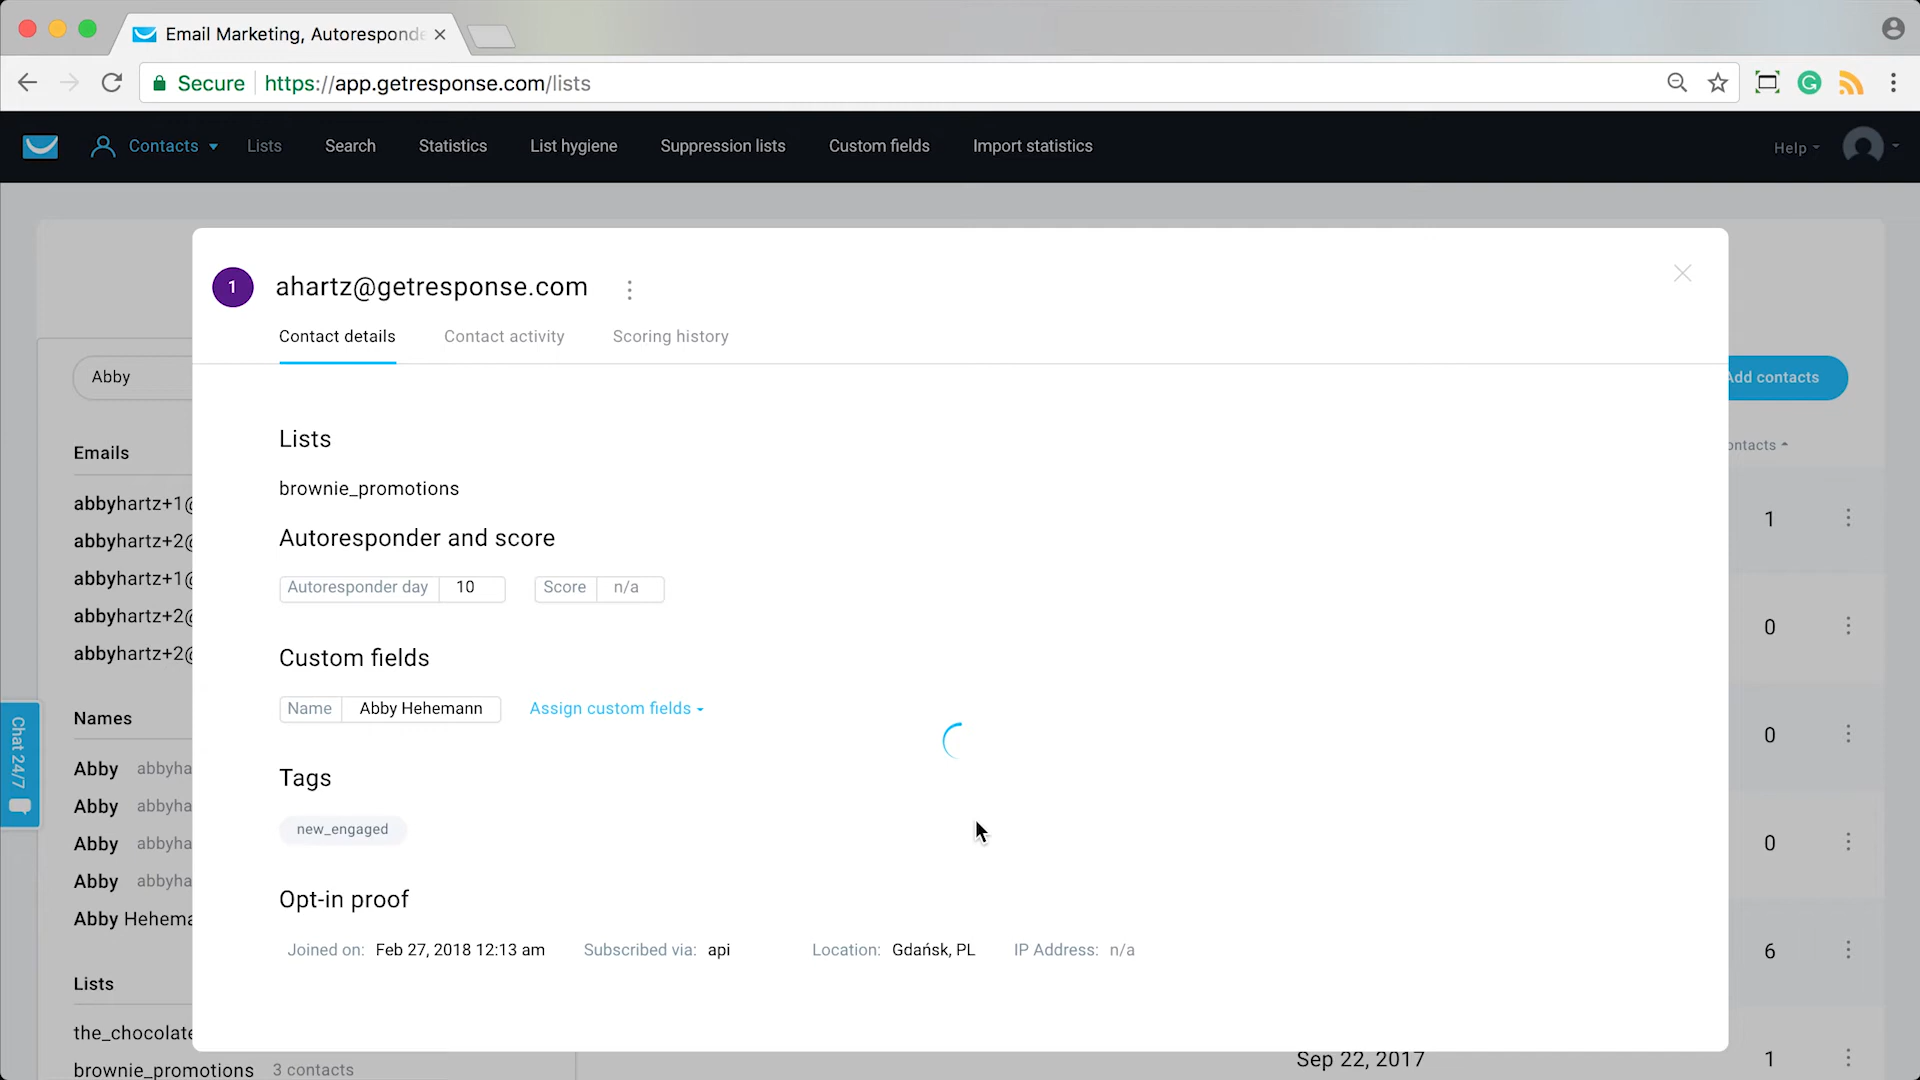 Email Marketing, Autoresponde
Secure
https://app.getresponse.com/lists
Contacts
Lists
Search
Statistics
List hygiene
Suppression lists
Custom fields
Import statistics
Help
1
ahartz@getresponse.com
Contact details
Contact activity
Scoring history
Abby
Add contacts
ontacts
Emails
abbyhartz+1@
abbyhartz+2@
abbyhartz+1@
abbyhartz+2@
abbyhartz+2@
Names
Abby abbyha
Abby abbyha
Abby abbyha
Abby abbyha
Abby Hehema
Lists
the_chocolate
brownie_promotions 3 contacts
Chat 24/7
Lists
brownie_promotions
Autoresponder and score
Autoresponder day 10
Score n/a
Custom fields
Name Abby Hehemann
Assign custom fields
Tags
new_engaged
Opt-in proof
Joined on: Feb 27, 2018 12:13 am
Subscribed via: api
Location: Gdańsk, PL
IP Address: n/a
1
0
0
0
6
Sep 22, 2017
1